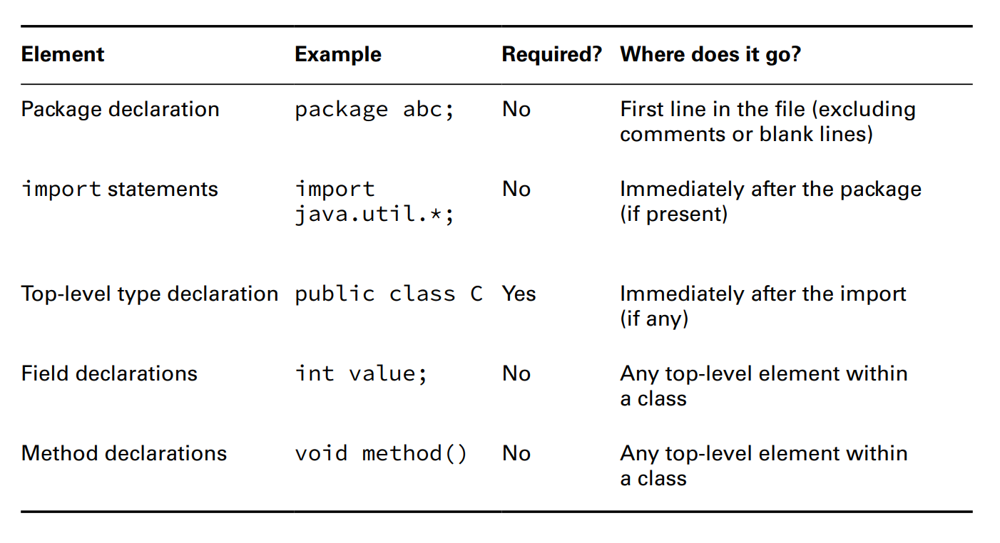 Element Example Required? Where does it go?
Package declaration package abc; No First line in the file (excluding
comments or blank lines)
import statements import No Immediately after the package
java.util.*; (if present)
Top-level type declaration public class C Yes Immediately after the import
(if any)
Field declarations int value; No Any top-level element within
a class
Method declarations void method() No Any top-level element within
a class